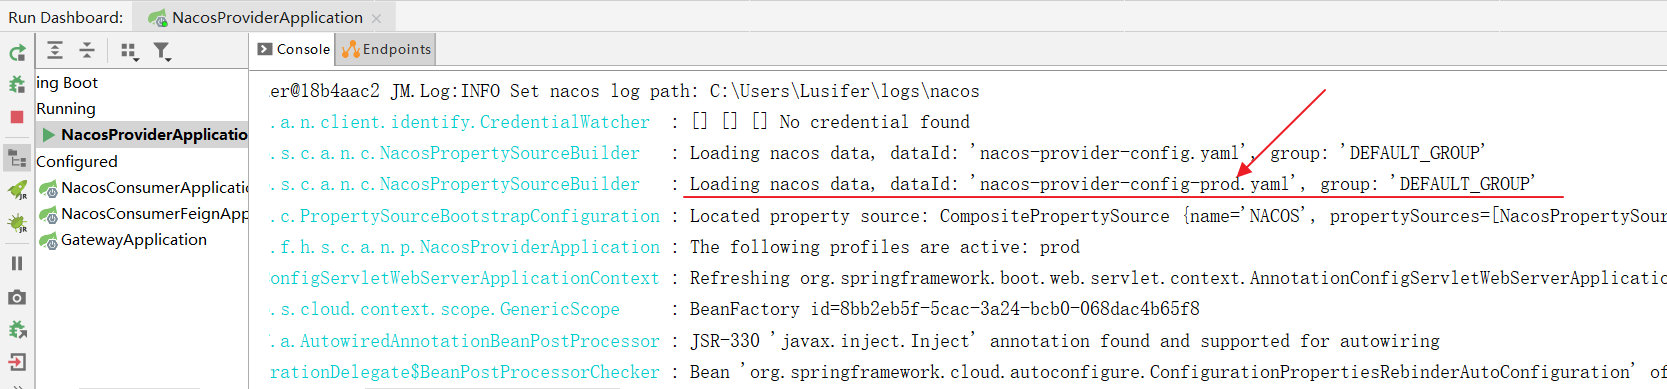 Run Dashboard: NacosProviderApplication
Console Endpoints
ing Boot
Running
NacosProviderApplicatio
Configured
NacosConsumerApplicatio
NacosConsumerFeignApp
GatewayApplication
er@18b4aac2 JM.Log:INFO Set nacos log path: C:\Users\Lusifer\logs\nacos
.a.n.client.identify.CredentialWatcher : [] [] [] No credential found
.s.c.a.n.c.NacosPropertySourceBuilder : Loading nacos data, dataId: 'nacos-provider-config.yaml', group: 'DEFAULT_GROUP'
.s.c.a.n.c.NacosPropertySourceBuilder : Loading nacos data, dataId: 'nacos-provider-config-prod.yaml', group: 'DEFAULT_GROUP'
.c.PropertySourceBootstrapConfiguration : Located property source: CompositePropertySource {name='NACOS', propertySources=[NacosPropertySour
.f.h.s.c.a.n.p.NacosProviderApplication : The following profiles are active: prod
onfigServletWebServerApplicationContext : Refreshing org.springframework.boot.web.servlet.context.AnnotationConfigServletWebServerApplicatio
.s.cloud.context.scope.GenericScope : BeanFactory id=8bb2eb5f-5cac-3a24-bcb0-068dac4b65f8
.a.AutowiredAnnotationBeanPostProcessor : JSR-330 'javax.inject.Inject' annotation found and supported for autowiring
rationDelegate$BeanPostProcessorChecker : Bean 'org.springframework.cloud.autoconfigure.ConfigurationPropertiesRebinderAutoConfiguration' of